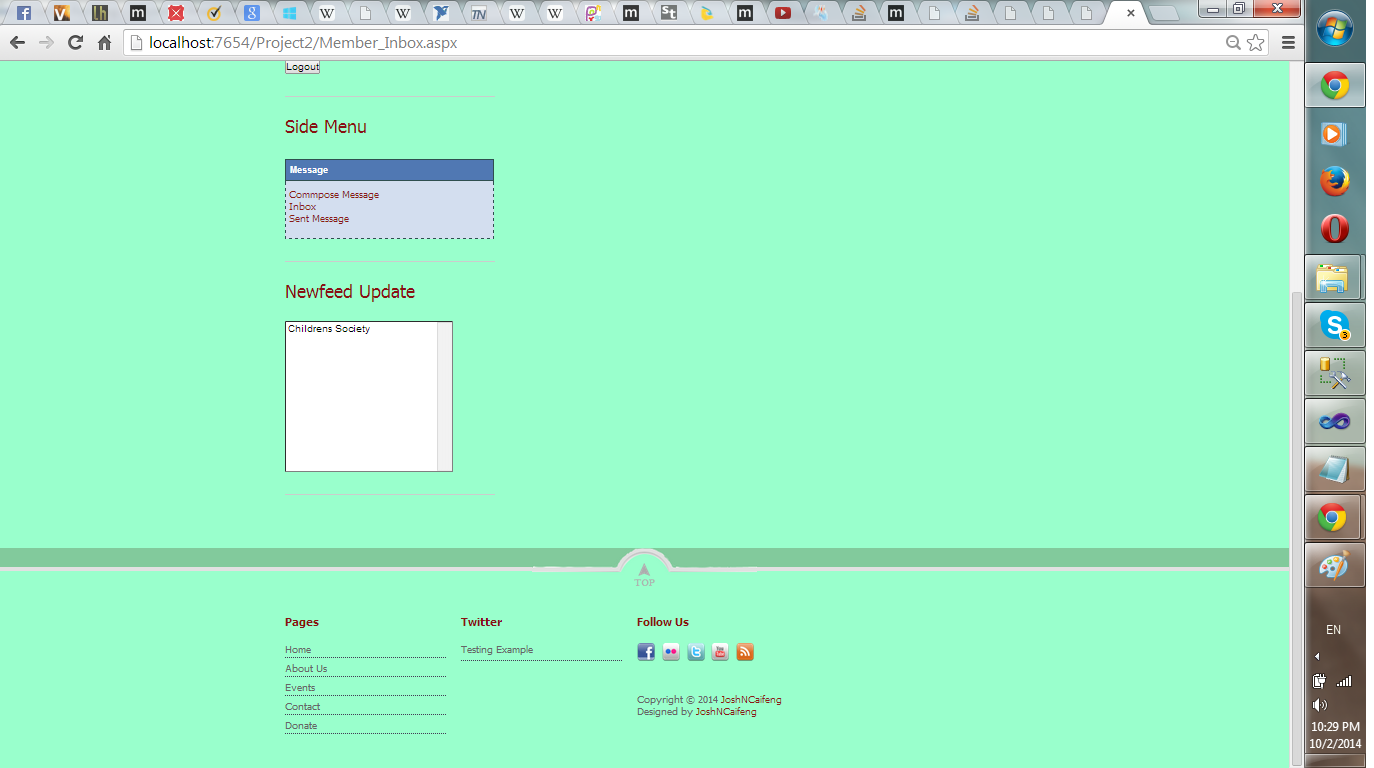 localhost:7654/Project2/Member_Inbox.aspx
Logout
Side Menu
Message
Commpose Message
Inbox
Sent Message
Newfeed Update
Childrens Society
TOP
Pages
Home
About Us
Events
Contact
Donate
Twitter
Testing Example
Follow Us
Copyright © 2014 JoshNCaifeng
Designed by JoshNCaifeng
EN
10:29 PM
10/2/2014